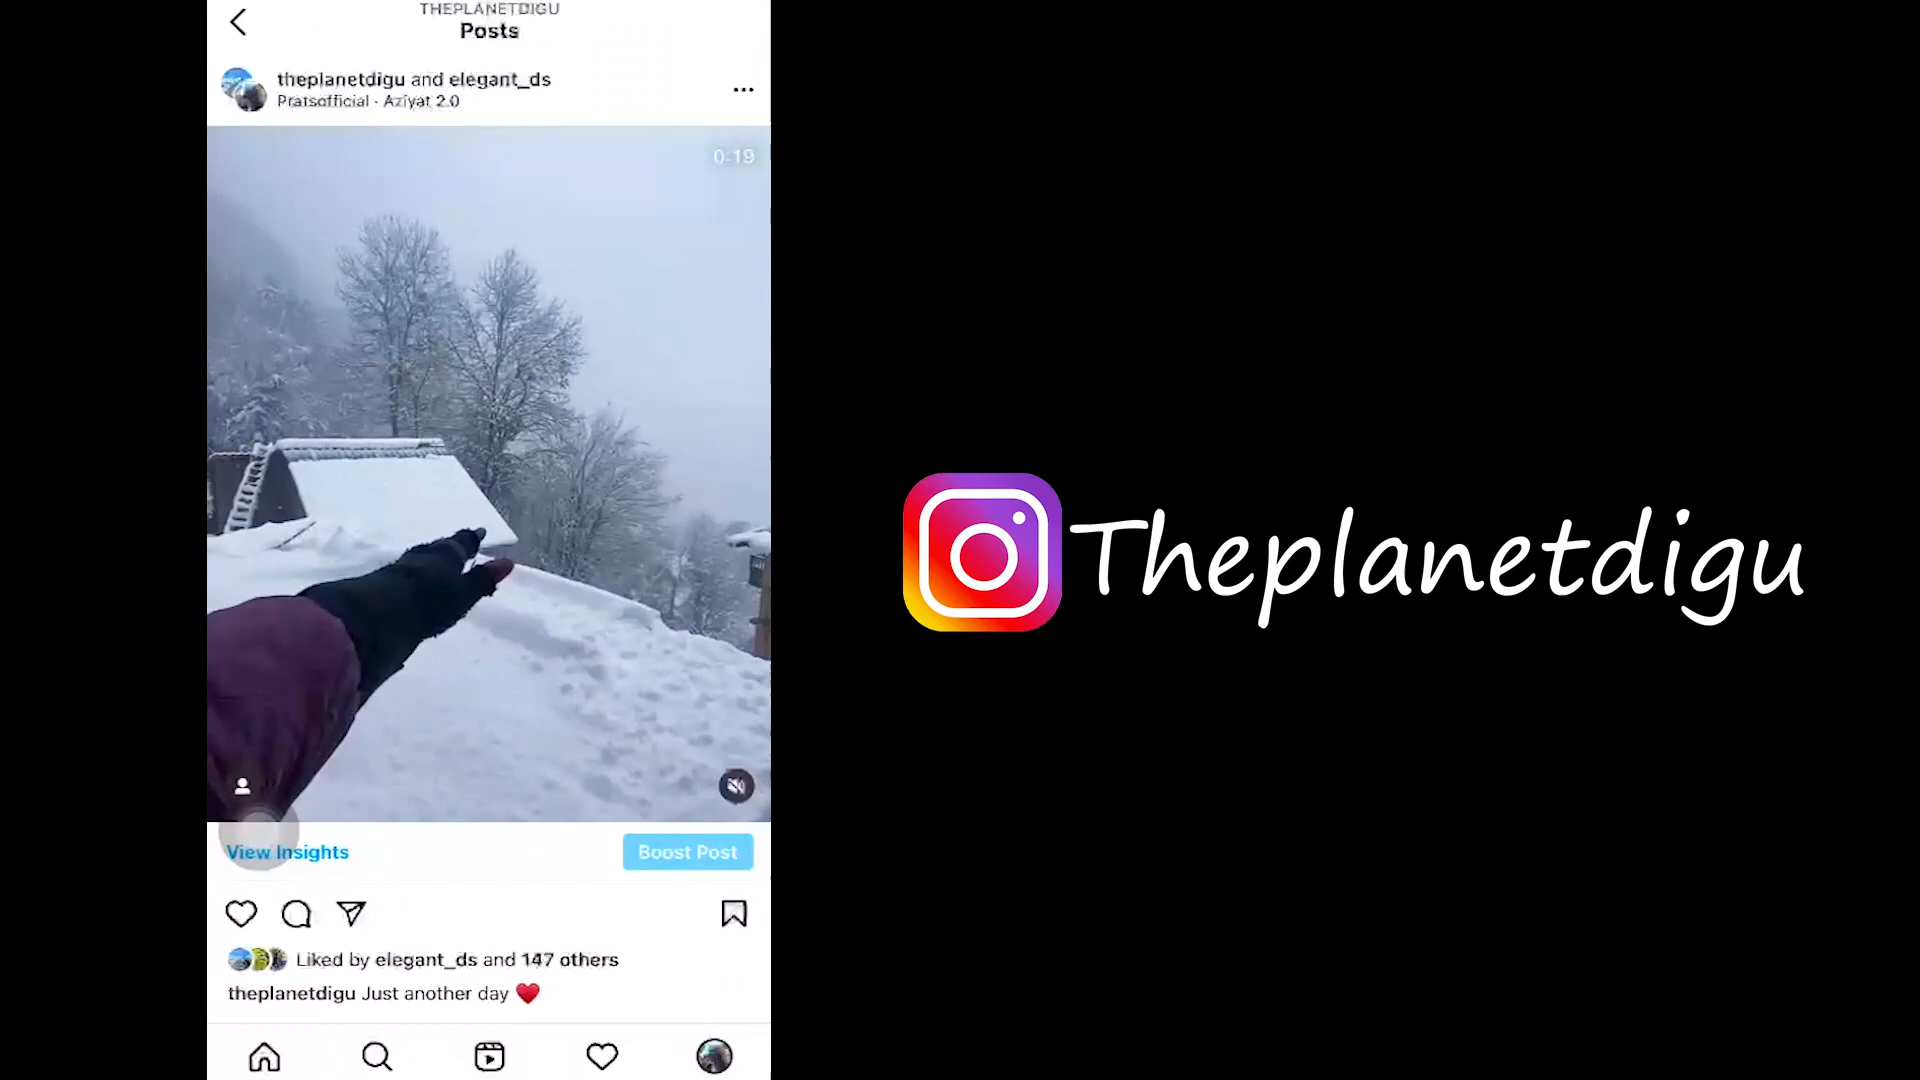 THEPLANETDIGU
Posts
theplanetdigu and elegant_ds
Pratsofficial · Aziyat 2.0
0:19
View Insights
Boost Post
Liked by elegant_ds and 147 others
theplanetdigu Just another day ❤️
Theplanetdigu